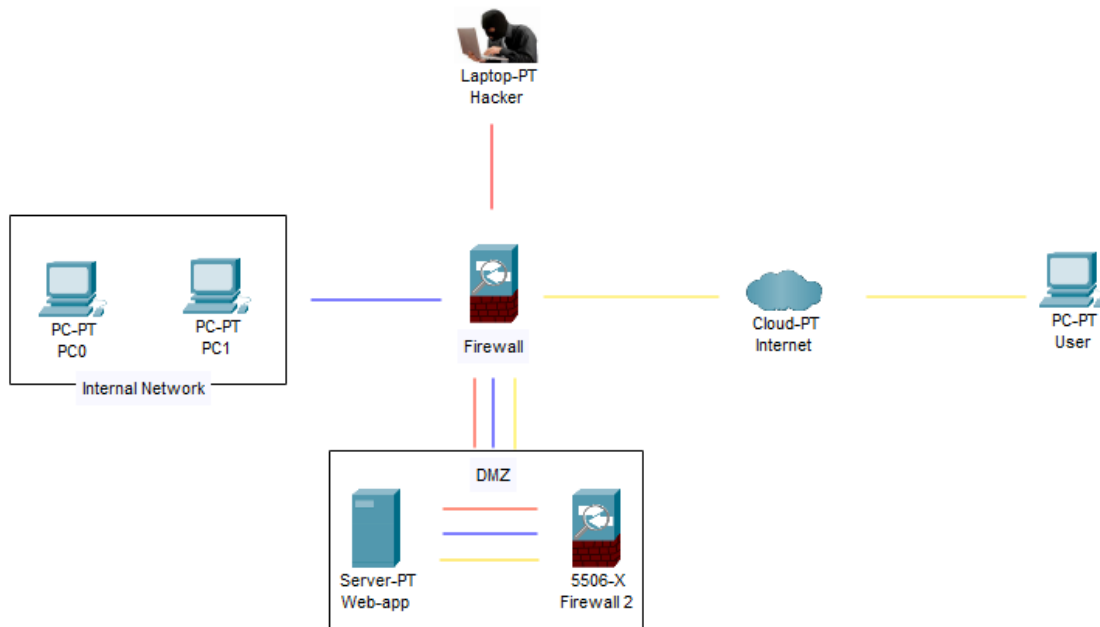 Laptop-PT
Hacker
PC-PT
PC0
PC-PT
PC1
Internal Network
Firewall
Cloud-PT
Internet
PC-PT
User
DMZ
Server-PT
Web-app
5506-X
Firewall 2